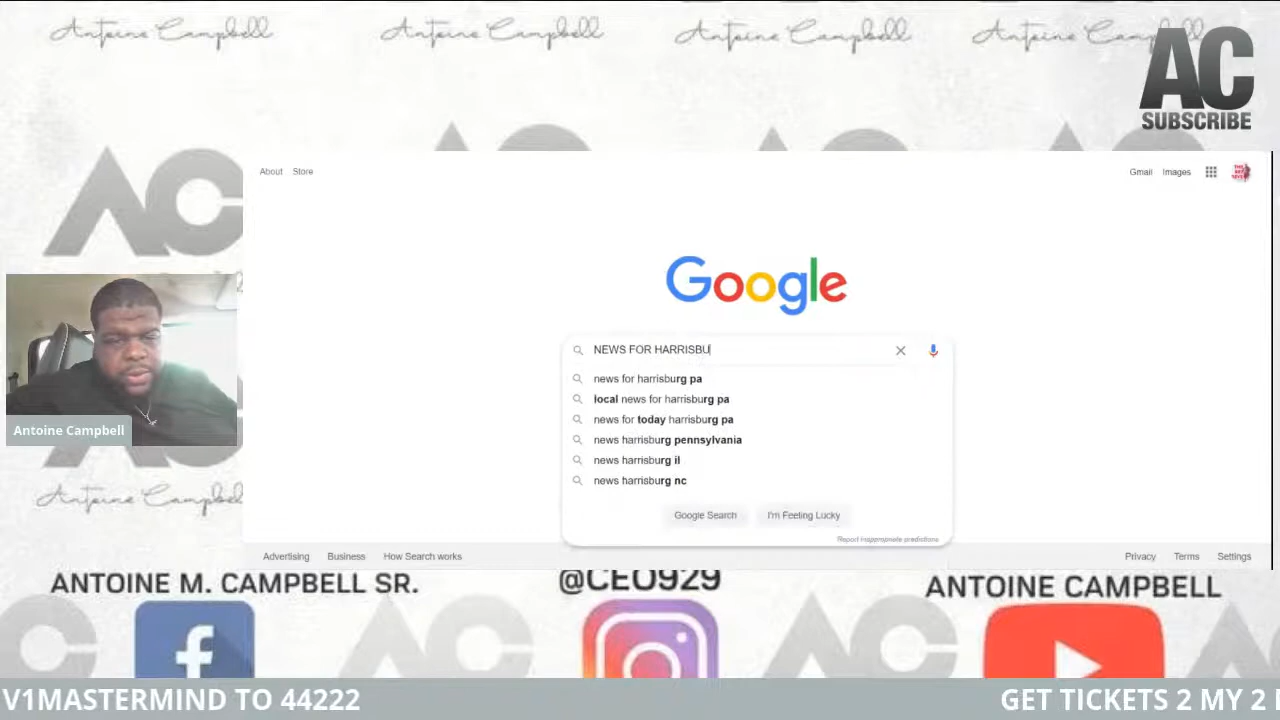 Antoine Campbell Antoine Campbell Antoine Campbell Antoine Campbell
AC
SUBSCRIBE
About Store
Gmail Images
AC
Google
NEWS FOR HARRISBU
news for harrisburg pa
local news for harrisburg pa
news for today harrisburg pa
news harrisburg pennsylvania
news harrisburg il
news harrisburg nc
Google Search I'm Feeling Lucky
Report inappropriate predictions
Antoine Campbell
Antoine Campbell
Advertising Business How Search works
Privacy Terms Settings
ANTOINE M. CAMPBELL SR. @CEO929 ANTOINE CAMPBELL
V1MASTERMIND TO 44222 GET TICKETS 2 MY 2